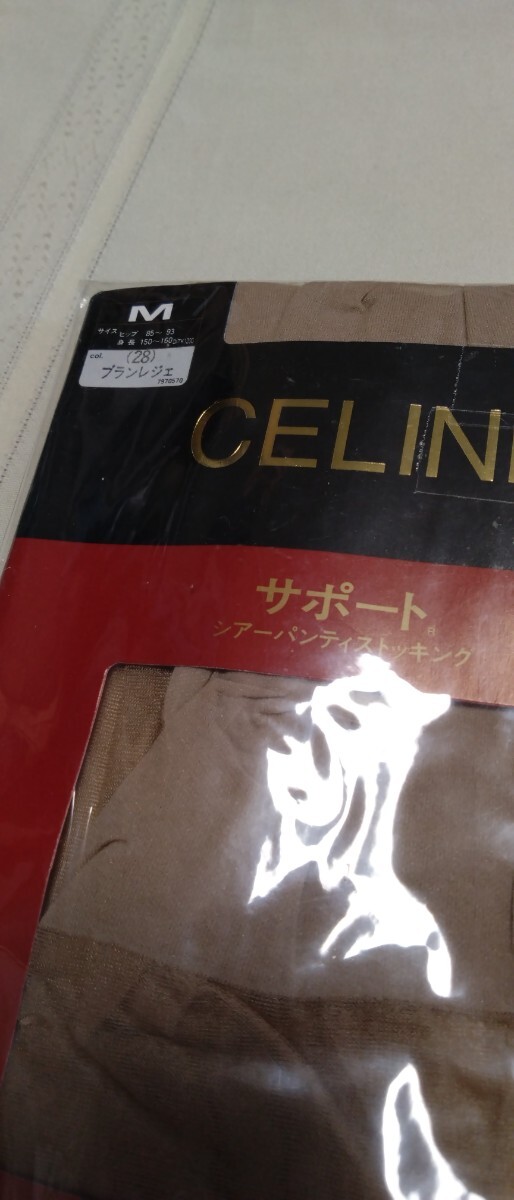 M
サイズ ヒップ 85～93
身長 150～160
col. (28)
ブランレジェ
7970570
CELIN
サポート
シアーパンティストッキング